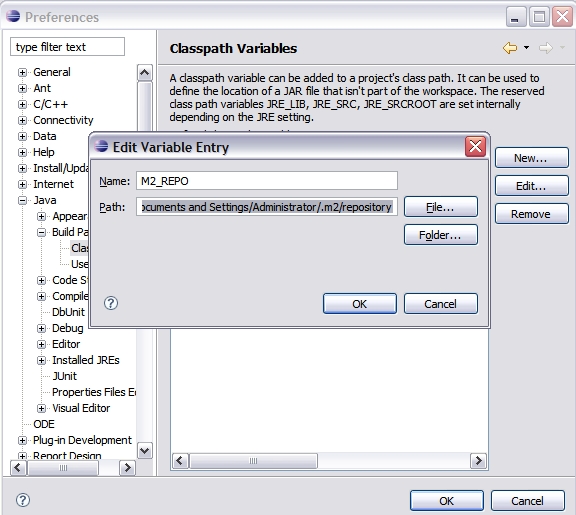 Preferences
type filter text
Classpath Variables
General
Ant
C/C++
Connectivity
Data
Help
Install/Upda
Internet
Java
Appear
Build Pa
Clas
Use
Code S
Compile
DbUnit
Debug
Editor
Installed JREs
JUnit
Properties Files E
Visual Editor
ODE
Plug-in Development
Report Design
A classpath variable can be added to a project's class path. It can be used to
define the location of a JAR file that isn't part of the workspace. The reserved
class path variables JRE_LIB, JRE_SRC, JRE_SRCROOT are set internally
depending on the JRE setting.
New...
Edit...
Remove
Edit Variable Entry
Name: M2_REPO
Path: ocuments and Settings/Administrator/.m2/repository
File...
Folder...
?
OK
Cancel
?
OK
Cancel